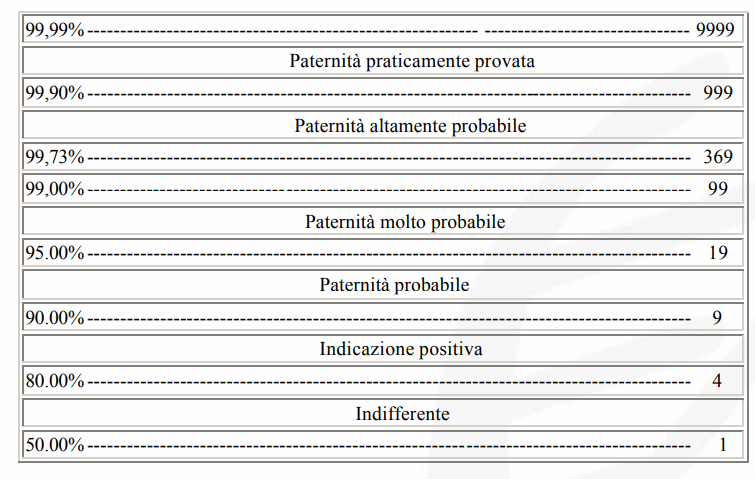 99,99% ----------------------------------------------------------- ------------------------------- 9999
Paternità praticamente provata
99,90% ------------------------------------------------------------------------------------------- 999
Paternità altamente probabile
99,73% ------------------------------------------------------------------------------------------- 369
99,00% ------------------------------------------------------------------------------------------- 99
Paternità molto probabile
95.00% ------------------------------------------------------------------------------------------- 19
Paternità probabile
90.00% ------------------------------------------------------------------------------------------- 9
Indicazione positiva
80.00% ------------------------------------------------------------------------------------------- 4
Indifferente
50.00% ------------------------------------------------------------------------------------------- 1